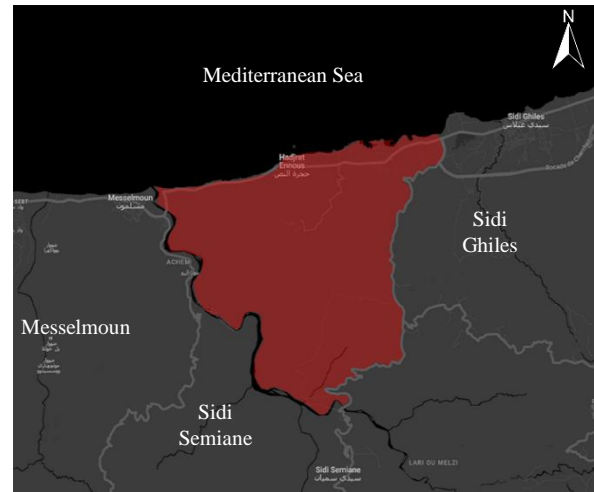 N
Mediterranean Sea
Sidi Ghiles
سيدي غيلاس
Hadjret
Ennous
حجرة النص
Messelmoun
مسلمون
Sidi
Ghiles
ACHEM
Messelmoun
Sidi
Semiane
LARI OU MELZI
Sidi Semiane
سيدي سميان